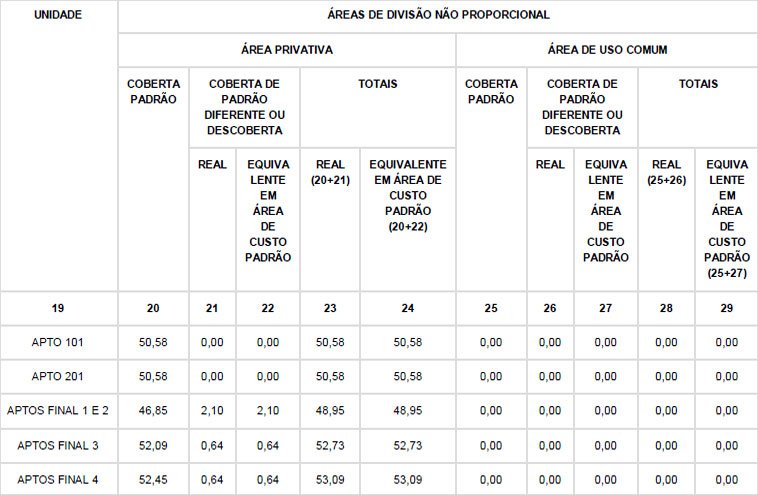 UNIDADE
ÁREAS DE DIVISÃO NÃO PROPORCIONAL
ÁREA PRIVATIVA
ÁREA DE USO COMUM
COBERTA
PADRÃO
COBERTA DE
PADRÃO
DIFERENTE OU
DESCOBERTA
TOTAIS
COBERTA
PADRÃO
COBERTA DE
PADRÃO
DIFERENTE OU
DESCOBERTA
TOTAIS
REAL
EQUIVA
LENTE
EM
ÁREA
DE
CUSTO
PADRÃO
REAL
(20+21)
EQUIVALENTE
EM ÁREA DE
CUSTO
PADRÃO
(20+22)
REAL
EQUIVA
LENTE
EM
ÁREA
DE
CUSTO
PADRÃO
REAL
(25+26)
EQUIVA
LENTE
EM
ÁREA
DE
CUSTO
PADRÃO
(25+27)
19 20 21 22 23 24 25 26 27 28 29
APTO 101 50,58 0,00 0,00 50,58 50,58 0,00 0,00 0,00 0,00 0,00
APTO 201 50,58 0,00 0,00 50,58 50,58 0,00 0,00 0,00 0,00 0,00
APTOS FINAL 1 E 2 46,85 2,10 2,10 48,95 48,95 0,00 0,00 0,00 0,00 0,00
APTOS FINAL 3 52,09 0,64 0,64 52,73 52,73 0,00 0,00 0,00 0,00 0,00
APTOS FINAL 4 52,45 0,64 0,64 53,09 53,09 0,00 0,00 0,00 0,00 0,00